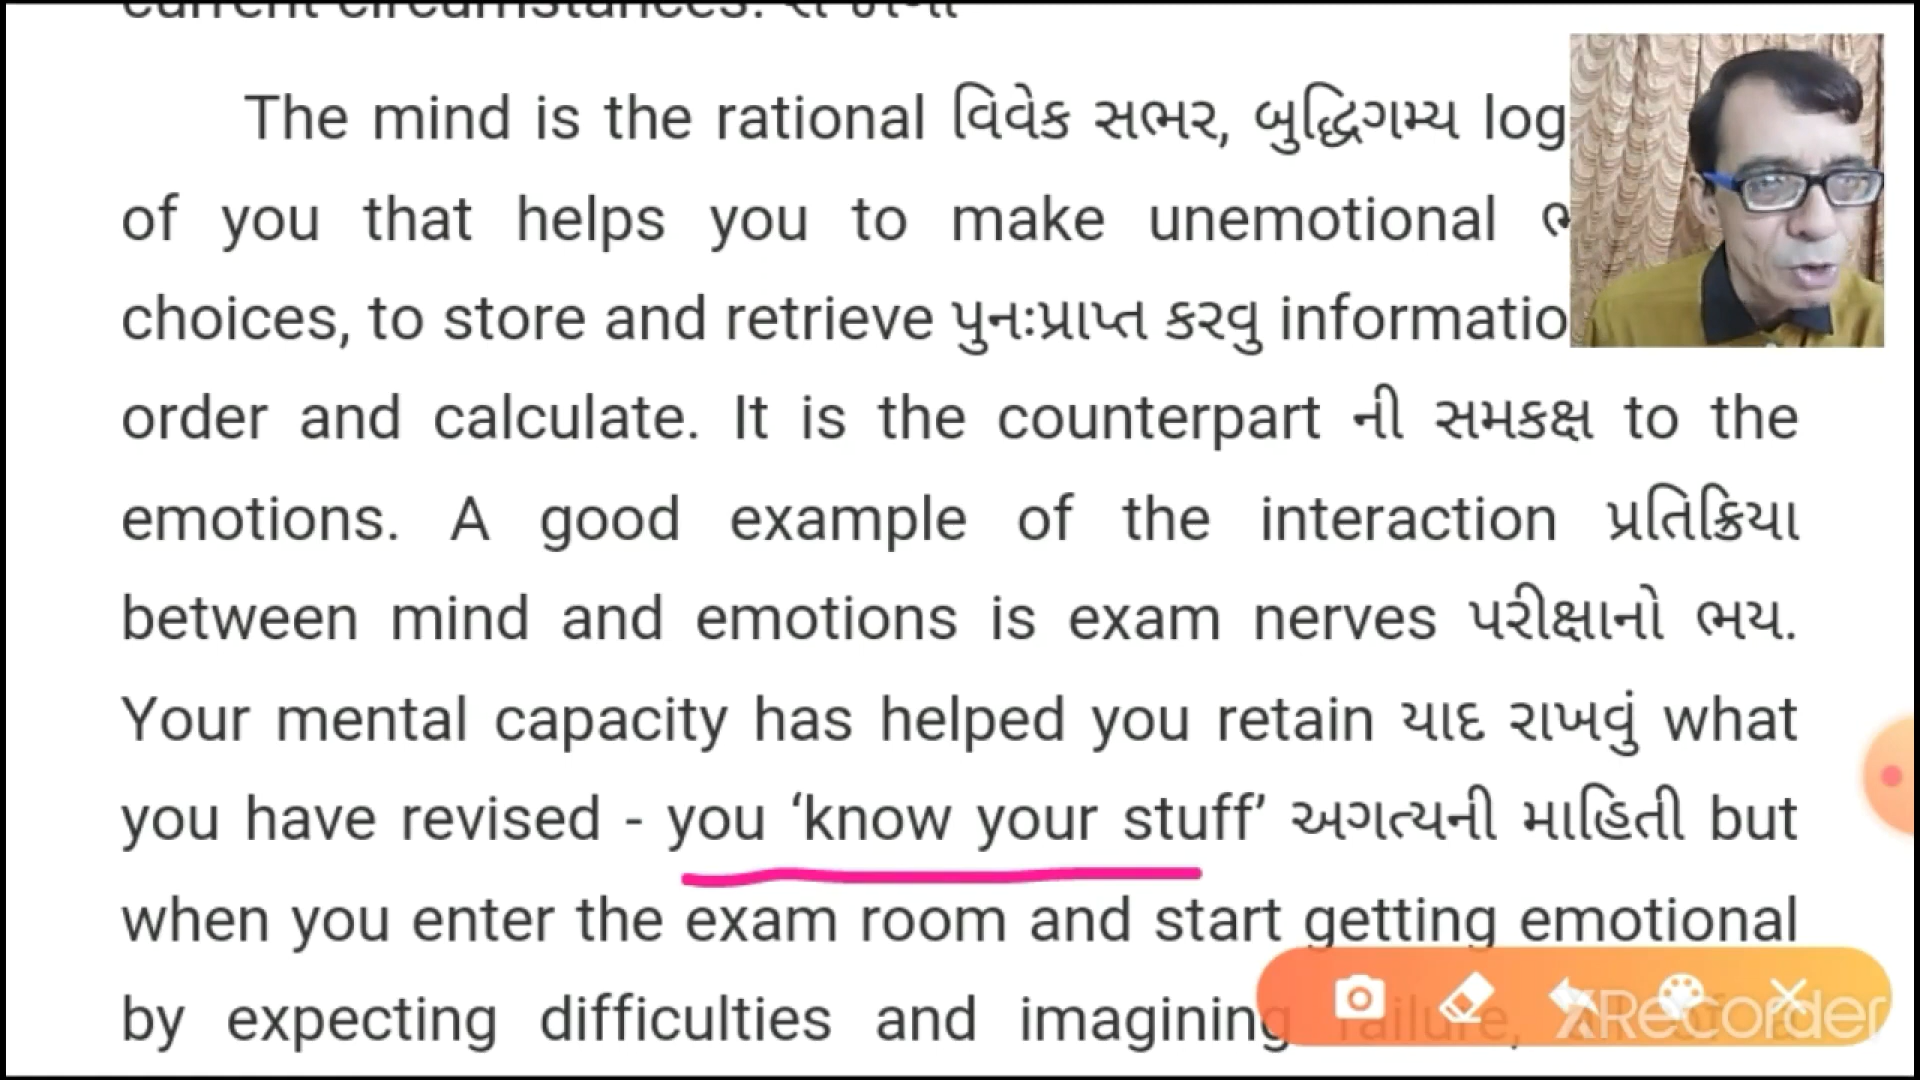 current circumstances.
The mind is the rational વિવેક સભર, બુદ્ધિગમ્ય log
of you that helps you to make unemotional
choices, to store and retrieve પુનઃપ્રાપ્ત કરવુ informatio
order and calculate. It is the counterpart ની સમકક્ષ to the
emotions. A good example of the interaction પ્રતિક્રિયા
between mind and emotions is exam nerves પરીક્ષાનો ભય.
Your mental capacity has helped you retain યાદ રાખવું what
you have revised - you ‘know your stuff’ અગત્યની માહિતી but
when you enter the exam room and start getting emotional
by expecting difficulties and imagining failure,
XRecorder